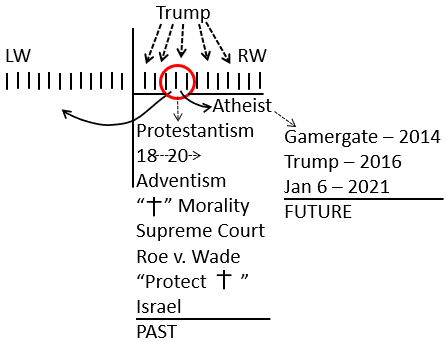 Trump
LW
RW
Atheist
Protestantism
18--20->
Adventism
“✝” Morality
Supreme Court
Roe v. Wade
“Protect ✝ ”
Israel
PAST
Gamergate – 2014
Trump – 2016
Jan 6 – 2021
FUTURE